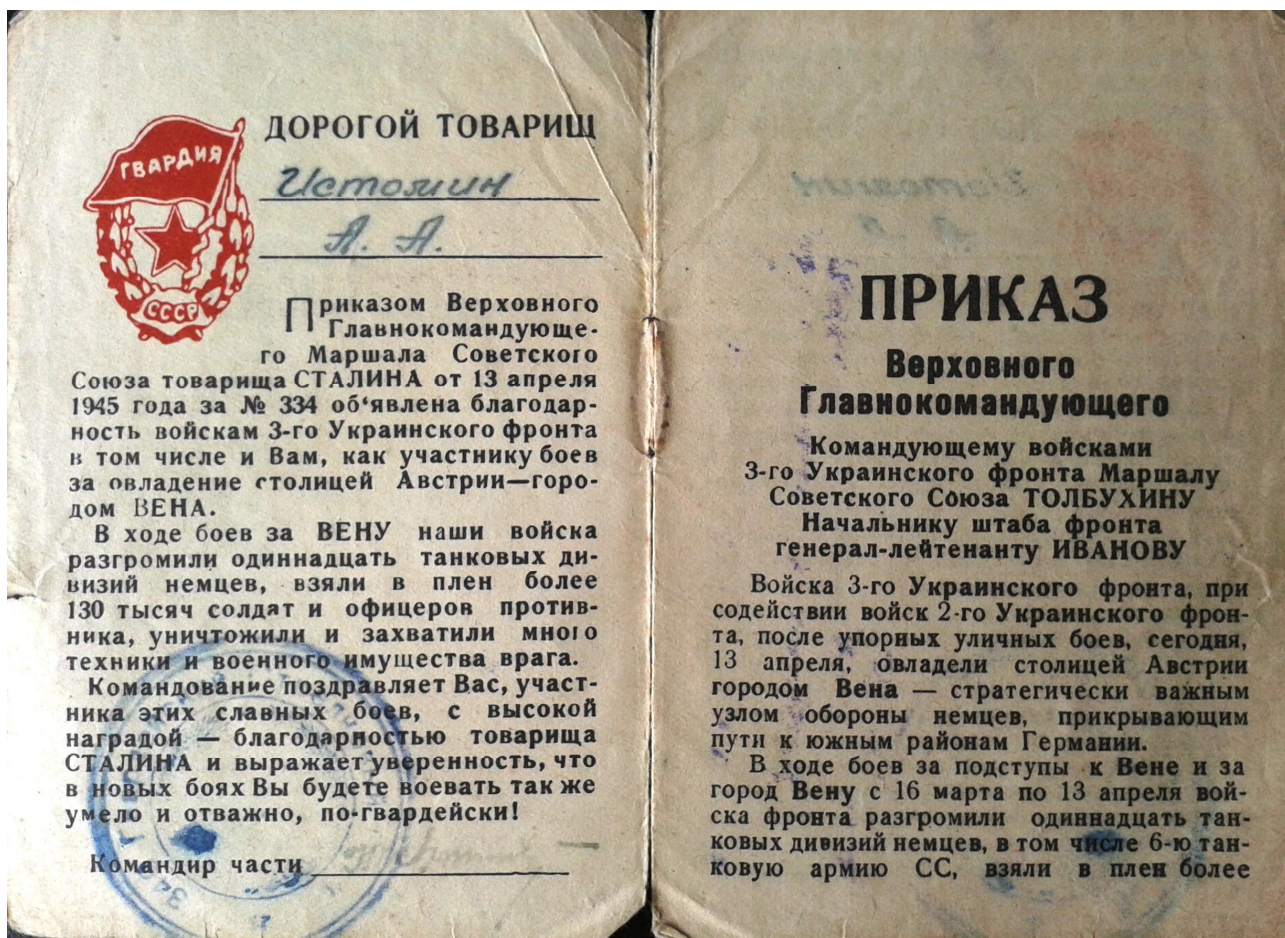 ГВАРДИЯ
СССР
ДОРОГОЙ ТОВАРИЩ
Истомин
А. А.
Приказом Верховного
Главнокомандующе-
го Маршала Советского
Союза товарища СТАЛИНА от 13 апреля
1945 года за № 334 об‘явлена благодар-
ность войскам 3-го Украинского фронта
в том числе и Вам, как участнику боев
за овладение столицей Австрии—горо-
дом ВЕНА.
В ходе боев за ВЕНУ наши войска
разгромили одиннадцать танковых ди-
визий немцев, взяли в плен более
130 тысяч солдат и офицеров против-
ника, уничтожили и захватили много
техники и военного имущества врага.
Командование поздравляет Вас, участ-
ника этих славных боев, с высокой
наградой — благодарностью товарища
СТАЛИНА и выражает уверенность, что
в новых боях Вы будете воевать так же
умело и отважно, по-гвардейски!
Командир части
ПРИКАЗ
Верховного
Главнокомандующего
Командующему войсками
3-го Украинского фронта Маршалу
Советского Союза ТОЛБУХИНУ
Начальнику штаба фронта
генерал-лейтенанту ИВАНОВУ
Войска 3-го Украинского фронта, при
содействии войск 2-го Украинского фрон-
та, после упорных уличных боев, сегодня,
13 апреля, овладели столицей Австрии
городом Вена — стратегически важным
узлом обороны немцев, прикрывающим
пути к южным районам Германии.
В ходе боев за подступы к Вене и за
город Вену с 16 марта по 13 апреля вой-
ска фронта разгромили одиннадцать тан-
ковых дивизий немцев, в том числе 6-ю тан-
ковую армию СС, взяли в плен более